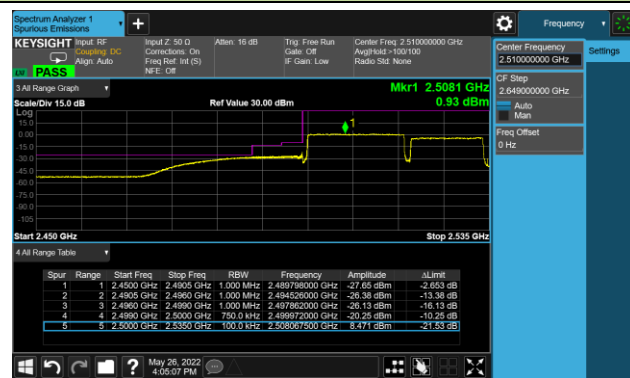 Spectrum Analyzer 1
Spurious Emissions
+
Frequency
KEYSIGHT Input: RF Input Z: 50 Ω Atten: 16 dB Trig: Free Run Center Freq: 2.510000000 GHz
Coupling: DC Corrections: On Gate: Off Avg|Hold:>100/100
Align: Auto Freq Ref: Int (S) IF Gain: Low Radio Std: None
NFE: Off
PASS
Center Frequency
2.510000000 GHz
Settings
CF Step
2.649000000 GHz
Auto
Man
Freq Offset
0 Hz
3 All Range Graph
Mkr1 2.5081 GHz
Scale/Div 15.0 dB Ref Value 30.00 dBm 0.93 dBm
Log
15.0
0.00
-15.0
-30.0
-45.0
-60.0
-75.0
-90.0
-105
1
Start 2.450 GHz Stop 2.535 GHz
4 All Range Table
Spur Range Start Freq Stop Freq RBW Frequency Amplitude ΔLimit
1 1 2.4500 GHz 2.4905 GHz 1.000 MHz 2.489798000 GHz -27.65 dBm -2.653 dB
2 2 2.4905 GHz 2.4960 GHz 1.000 MHz 2.494526000 GHz -26.38 dBm -13.38 dB
3 3 2.4960 GHz 2.4990 GHz 1.000 MHz 2.497862000 GHz -26.13 dBm -16.13 dB
4 4 2.4990 GHz 2.5000 GHz 750.0 kHz 2.499972000 GHz -20.25 dBm -10.25 dB
5 5 2.5000 GHz 2.5350 GHz 100.0 kHz 2.508067500 GHz 8.471 dBm -21.53 dB
? May 26, 2022
4:05:07 PM